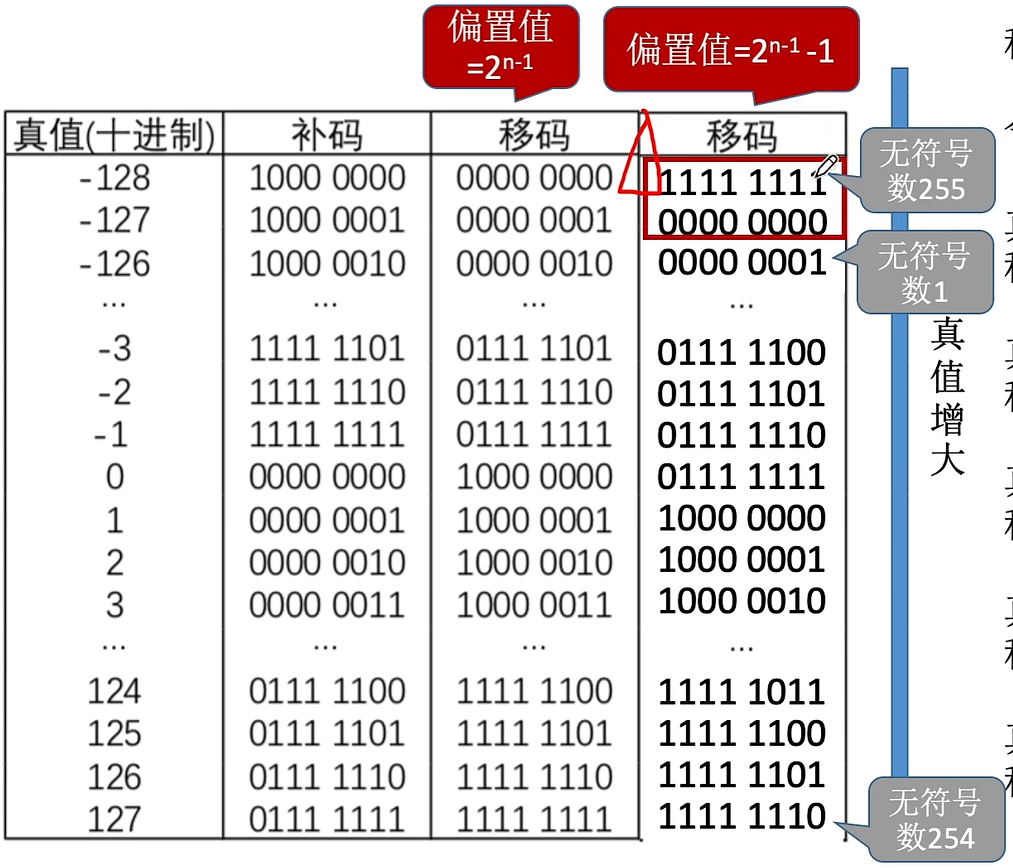 偏置值
=2ⁿ⁻¹
偏置值=2ⁿ⁻¹ -1
真值(十进制) 补码 移码 移码
-128 1000 0000 0000 0000 1111 1111
-127 1000 0001 0000 0001 0000 0000
-126 1000 0010 0000 0010 0000 0001
... ... ... ...
-3 1111 1101 0111 1101 0111 1100
-2 1111 1110 0111 1110 0111 1101
-1 1111 1111 0111 1111 0111 1110
0 0000 0000 1000 0000 0111 1111
1 0000 0001 1000 0001 1000 0000
2 0000 0010 1000 0010 1000 0001
3 0000 0011 1000 0011 1000 0010
... ... ... ...
124 0111 1100 1111 1100 1111 1011
125 0111 1101 1111 1101 1111 1100
126 0111 1110 1111 1110 1111 1101
127 0111 1111 1111 1111 1111 1110
无符号
数255
无符号
数1
真
值
增
大
无符号
数254